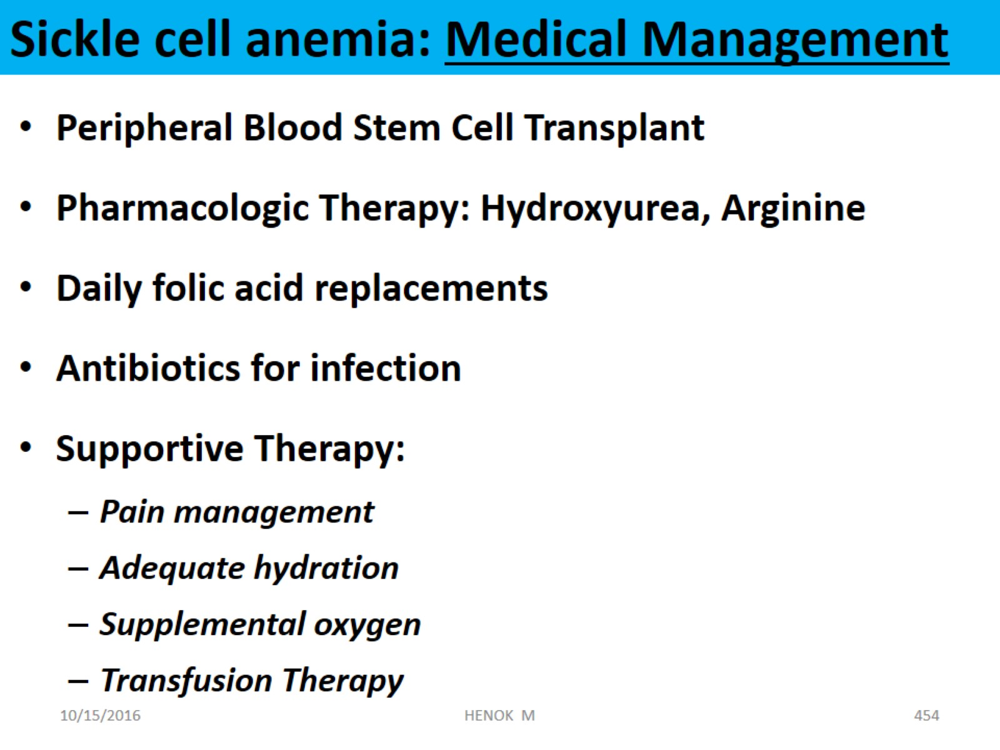 Sickle cell anemia: Medical Management
• Peripheral Blood Stem Cell Transplant
• Pharmacologic Therapy: Hydroxyurea, Arginine
• Daily folic acid replacements
• Antibiotics for infection
• Supportive Therapy:
– Pain management
– Adequate hydration
– Supplemental oxygen
– Transfusion Therapy
10/15/2016 HENOK M 454